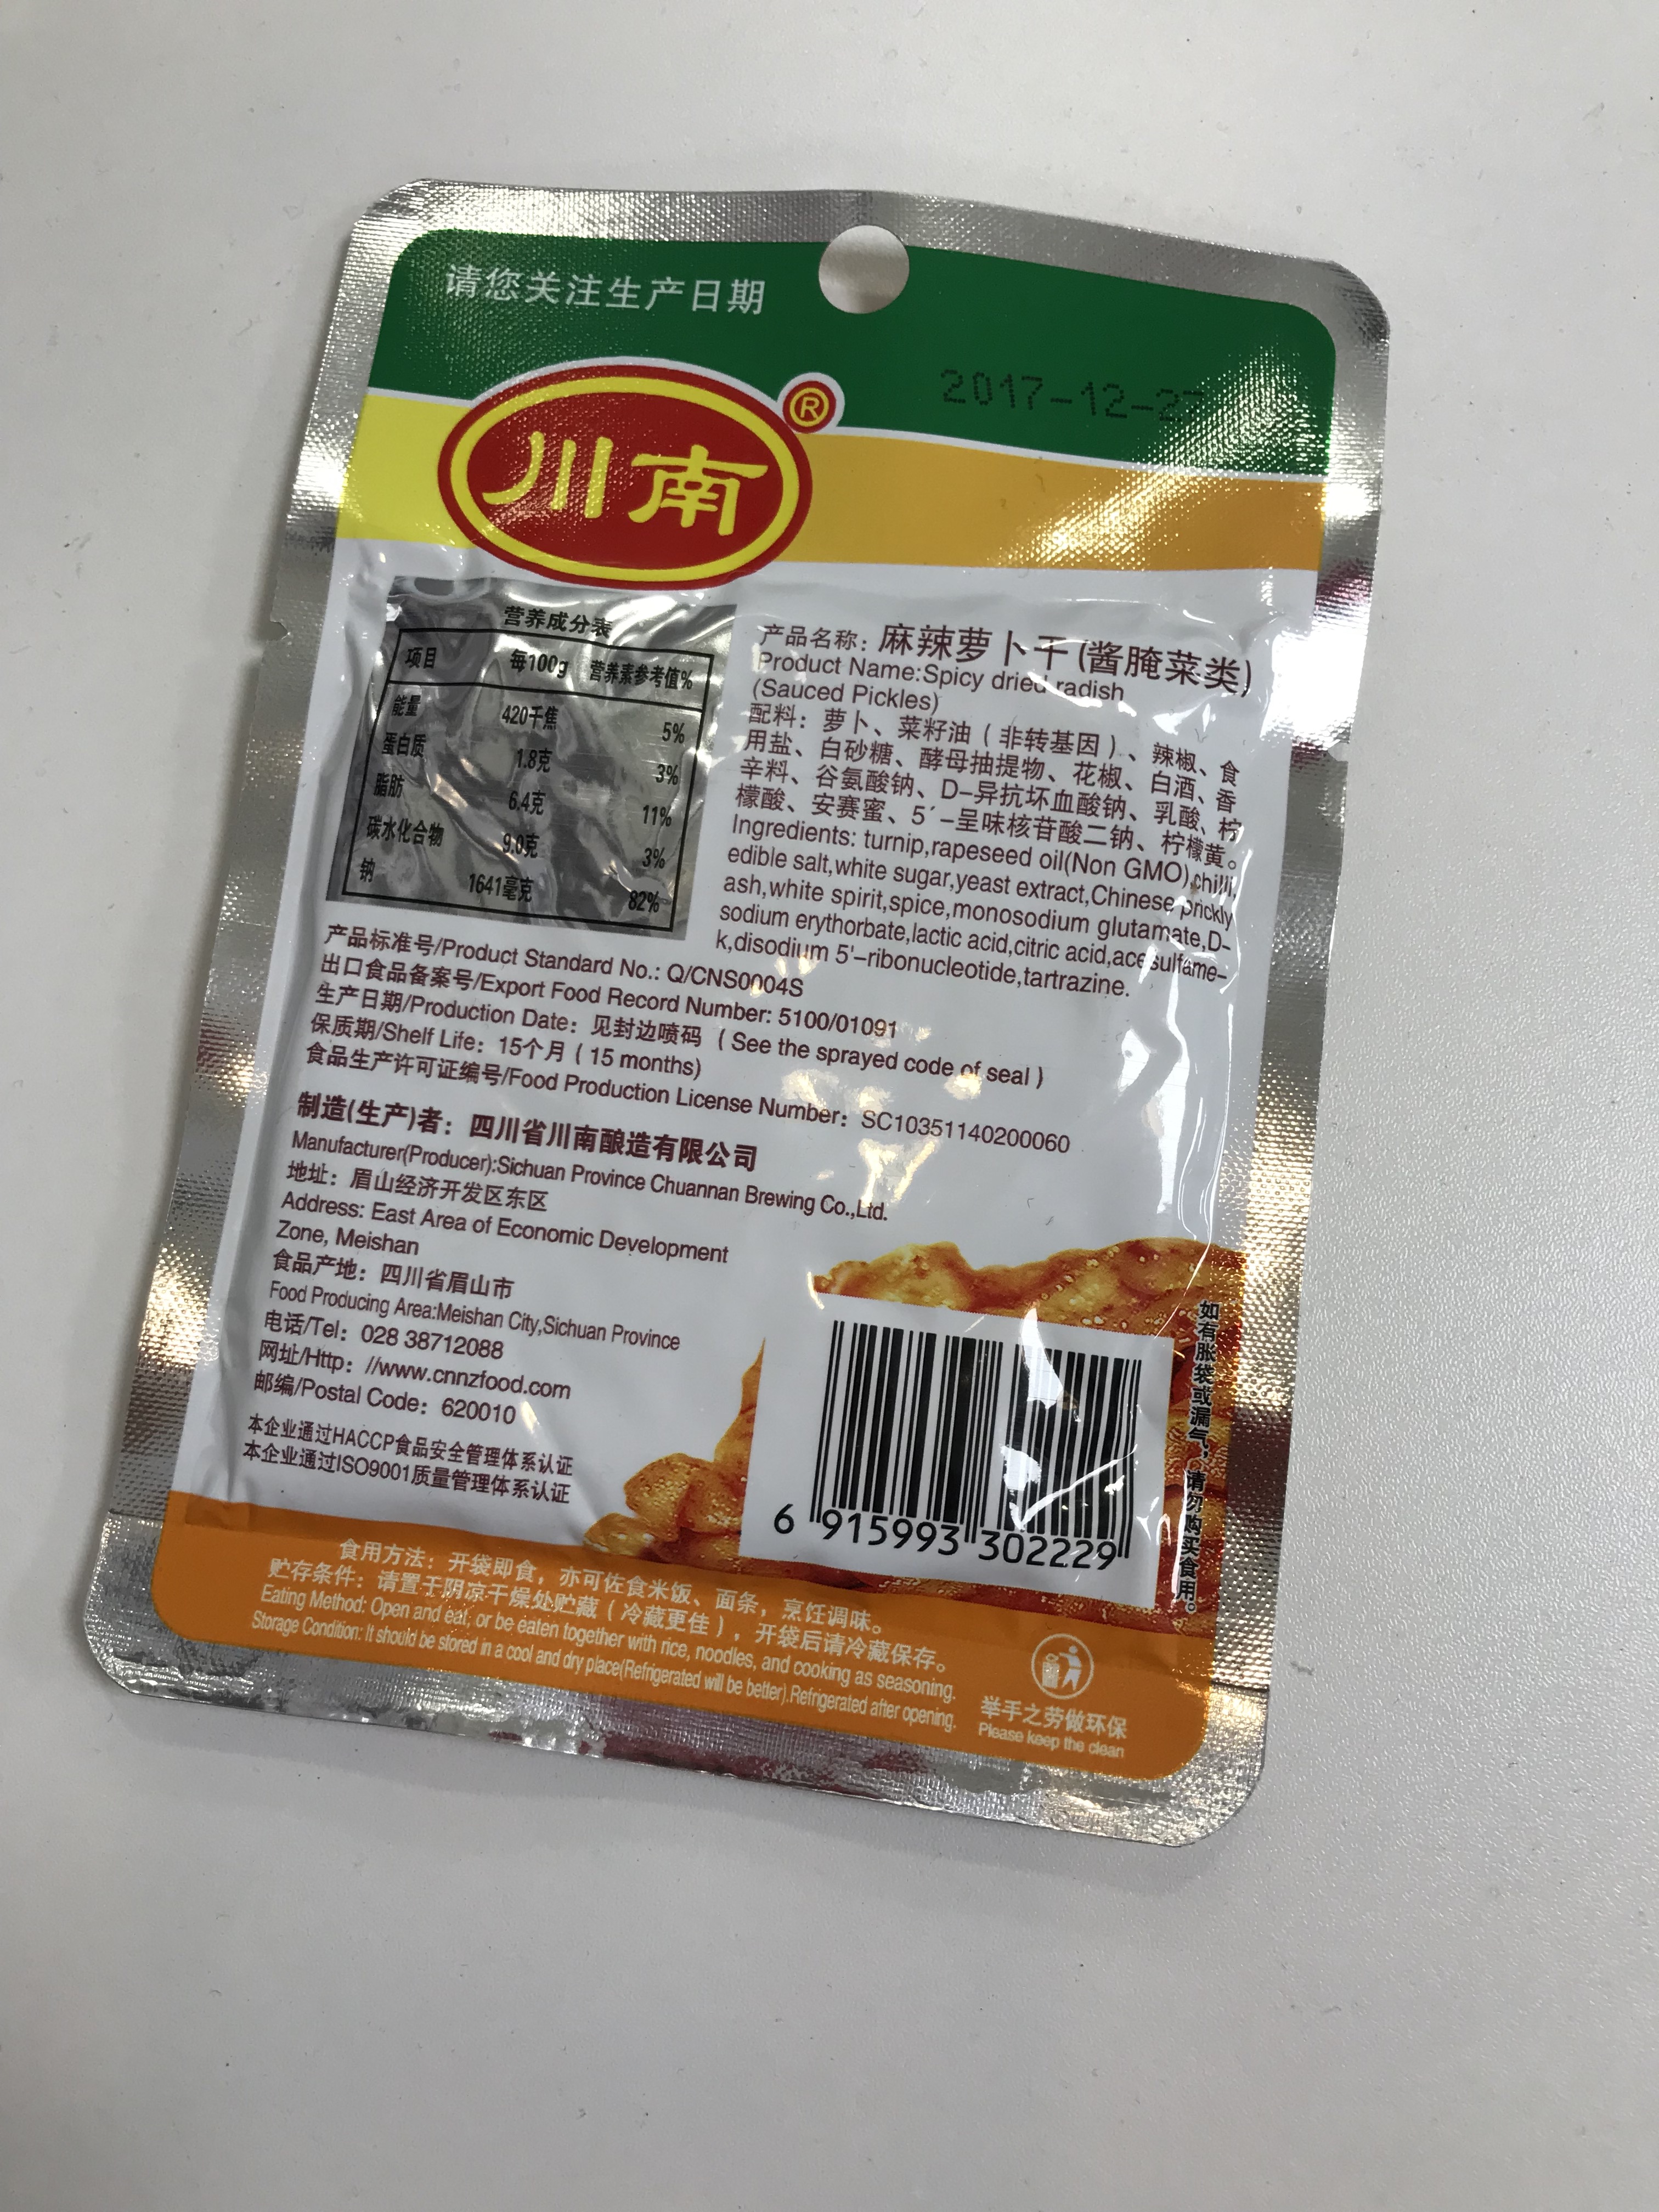 请您关注生产日期
2017-12-27
川南®
营养成分表
项目 每100g 营养素参考值%
能量 420千焦 5%
蛋白质 1.8克 3%
脂肪 6.4克 11%
碳水化合物 9.0克 3%
钠 1641毫克 82%
产品名称：麻辣萝卜干(酱腌菜类)
Product Name:Spicy dried radish
(Sauced Pickles)
配料：萝卜、菜籽油（非转基因）、辣椒、食
用盐、白砂糖、酵母抽提物、花椒、白酒、香
辛料、谷氨酸钠、D-异抗坏血酸钠、乳酸、柠
檬酸、安赛蜜、5´-呈味核苷酸二钠、柠檬黄。
Ingredients: turnip,rapeseed oil(Non GMO),chilli,
edible salt,white sugar,yeast extract,Chinese prickly
ash,white spirit,spice,monosodium glutamate,D-
sodium erythorbate,lactic acid,citric acid,acesulfame-
k,disodium 5'-ribonucleotide,tartrazine.
产品标准号/Product Standard No.: Q/CNS0004S
出口食品备案号/Export Food Record Number: 5100/01091
生产日期/Production Date：见封边喷码（See the sprayed code of seal）
保质期/Shelf Life：15个月（15 months）
食品生产许可证编号/Food Production License Number：SC10351140200060
制造(生产)者：四川省川南酿造有限公司
Manufacturer(Producer):Sichuan Province Chuannan Brewing Co.,Ltd.
地址：眉山经济开发区东区
Address: East Area of Economic Development
Zone, Meishan
食品产地：四川省眉山市
Food Producing Area:Meishan City,Sichuan Province
电话/Tel：028 38712088
网址/Http：//www.cnnzfood.com
邮编/Postal Code：620010
本企业通过HACCP食品安全管理体系认证
本企业通过ISO9001质量管理体系认证
6 915993 302229
如有胀袋或漏气，请勿购买食用。
食用方法：开袋即食，亦可佐食米饭、面条，烹饪调味。
贮存条件：请置于阴凉干燥处贮藏（冷藏更佳），开袋后请冷藏保存。
Eating Method: Open and eat, or be eaten together with rice, noodles, and cooking as seasoning.
Storage Condition: It should be stored in a cool and dry place(Refrigerated will be better).Refrigerated after opening.
举手之劳做环保
Please keep the clean